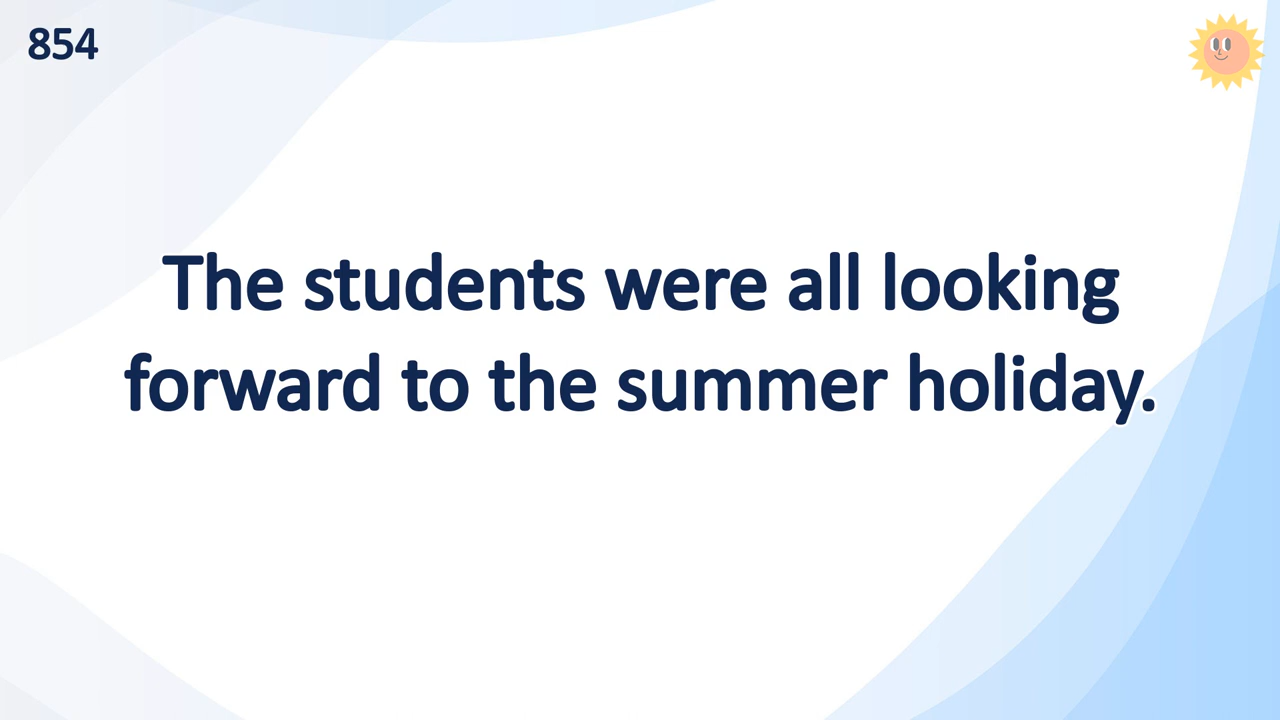 854
The students were all looking
forward to the summer holiday.